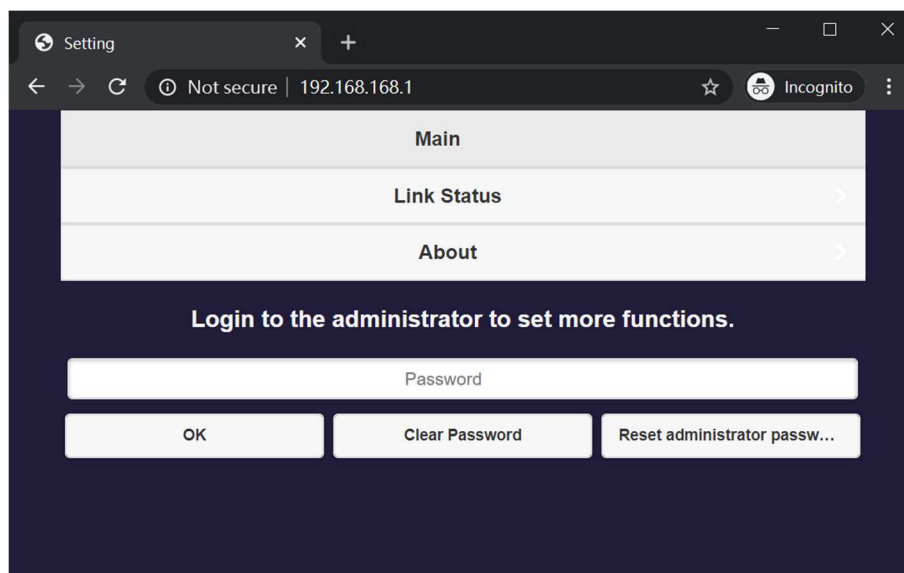 Setting
Not secure | 192.168.168.1
Incognito
Main
Link Status
About
Login to the administrator to set more functions.
Password
OK Clear Password Reset administrator passw...